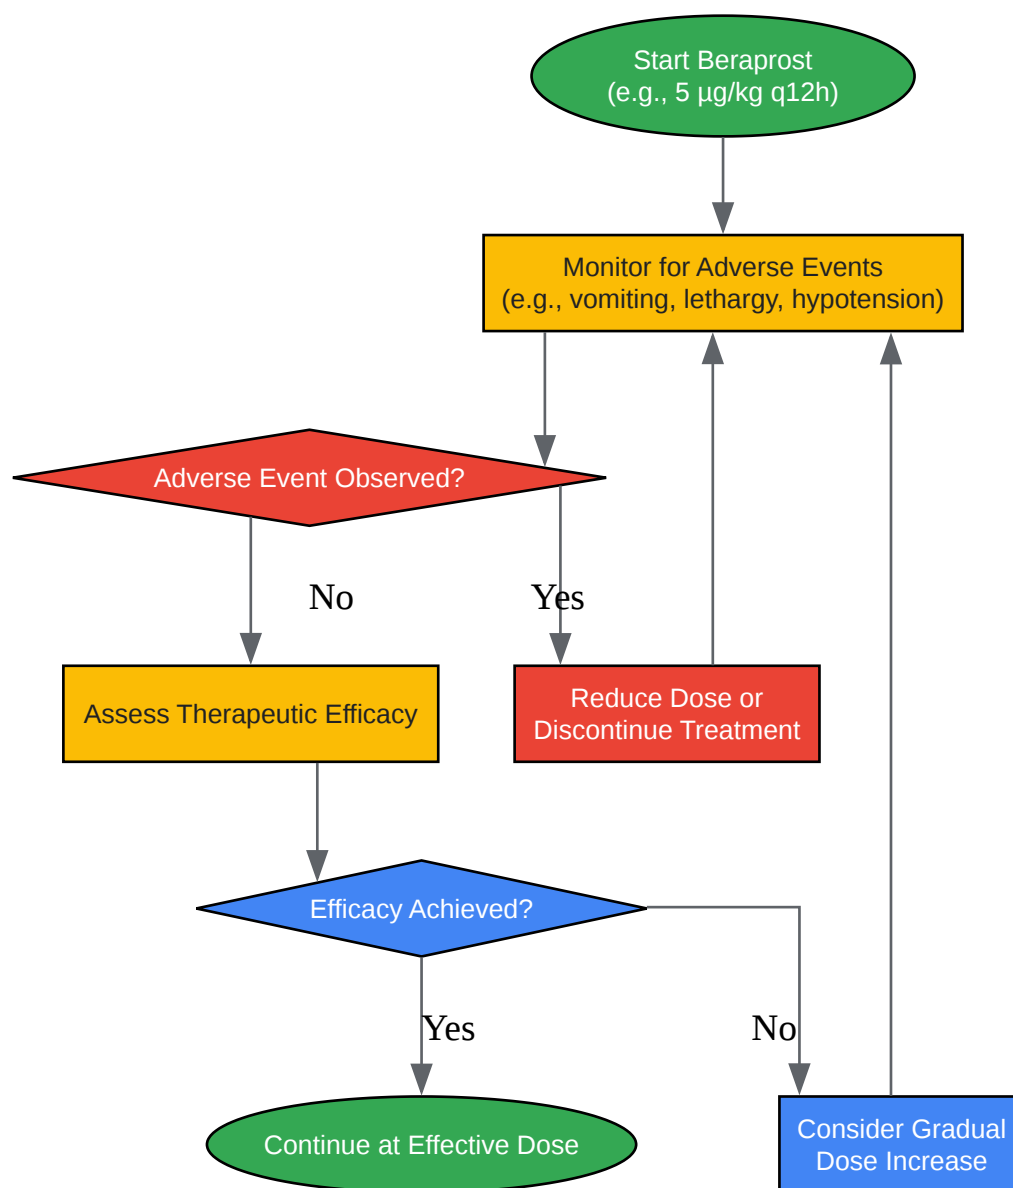 Start Beraprost
(e.g., 5 µg/kg q12h)
Monitor for Adverse Events
(e.g., vomiting, lethargy, hypotension)
Adverse Event Observed?
No
Yes
Assess Therapeutic Efficacy
Reduce Dose or
Discontinue Treatment
Efficacy Achieved?
Yes
No
Continue at Effective Dose
Consider Gradual
Dose Increase